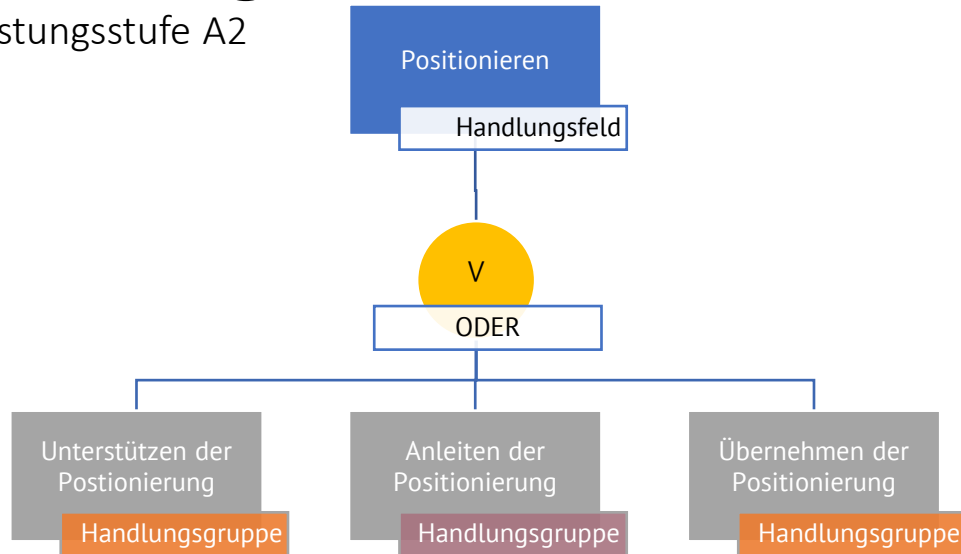 stungsstufe A2
Positionieren
Handlungsfeld
V
ODER
Unterstützen der
Postionierung
Handlungsgruppe
Anleiten der
Positionierung
Handlungsgruppe
Übernehmen der
Positionierung
Handlungsgruppe